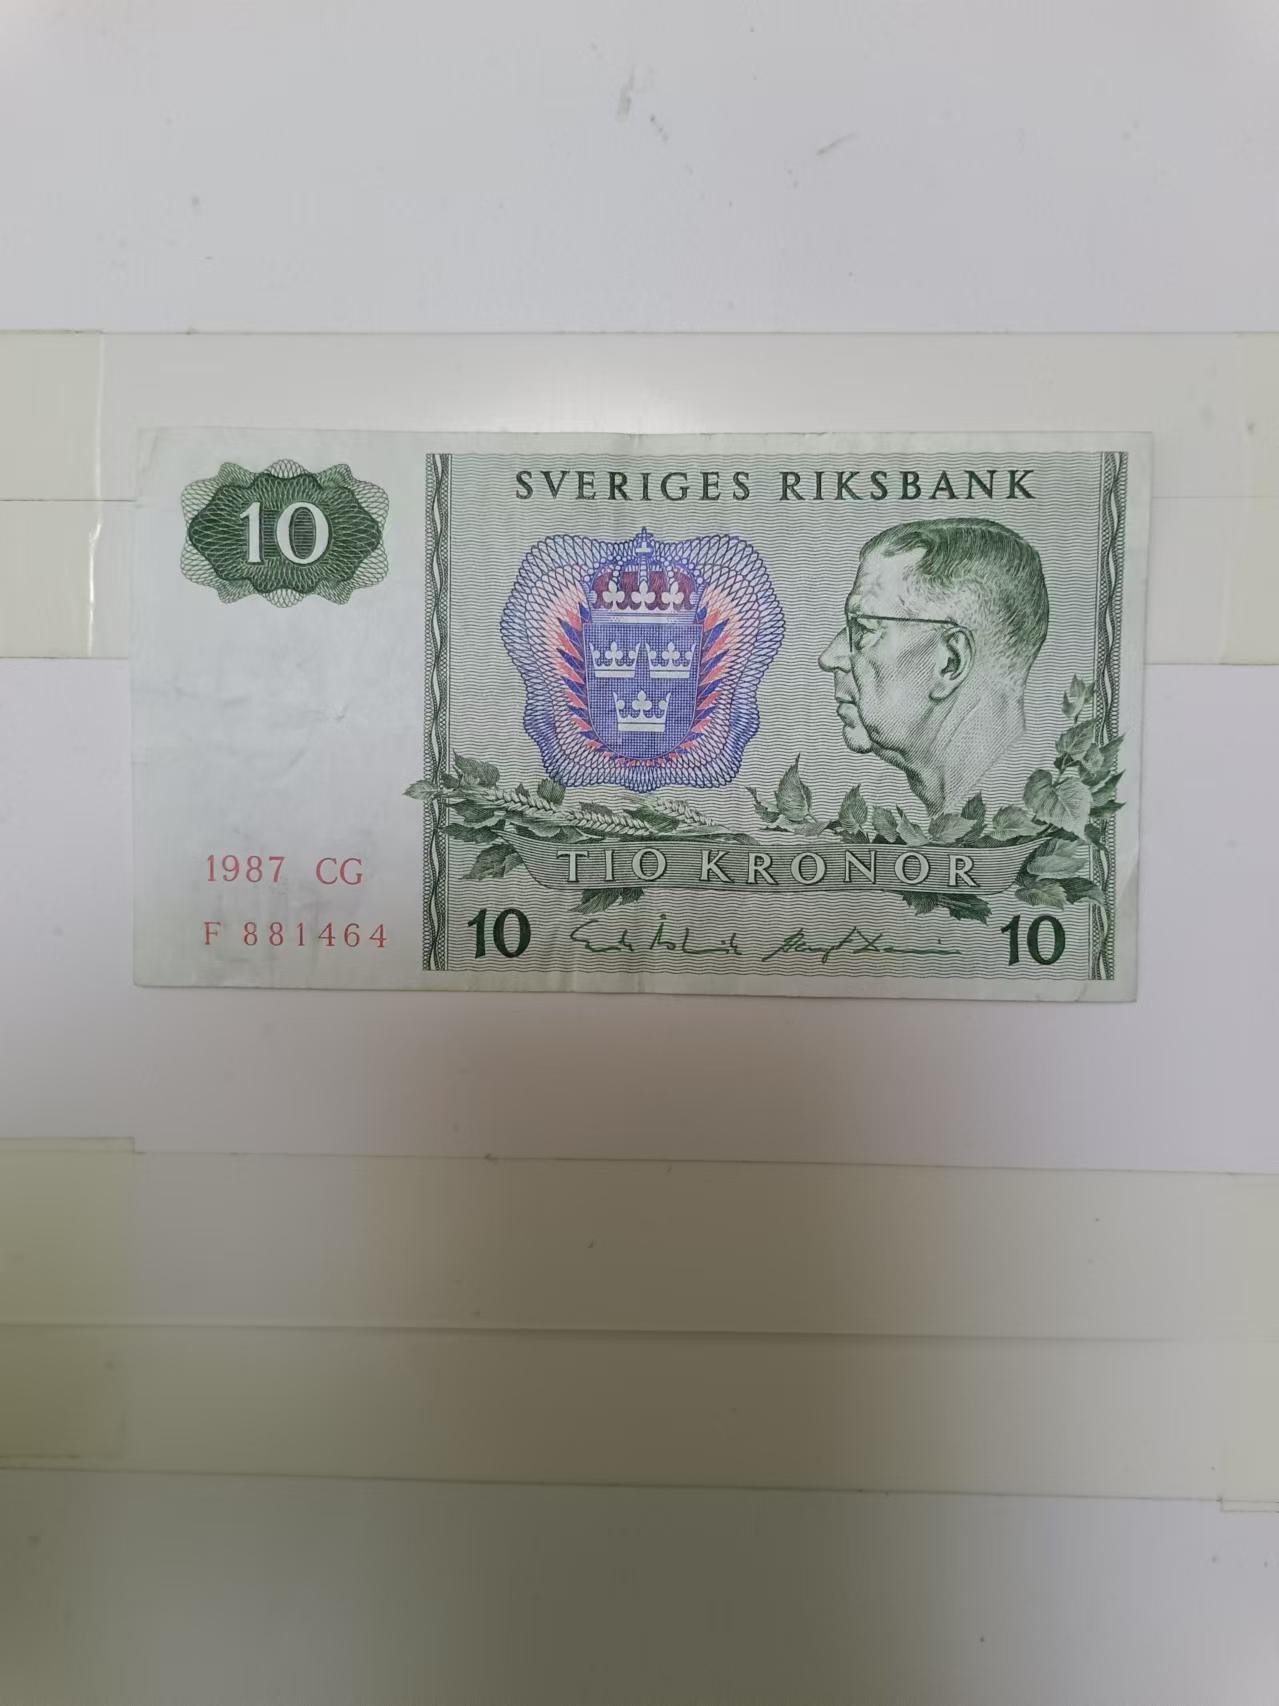 10
SVERIGES RIKSBANK
TIO KRONOR
1987 CG
F 881464
10
10